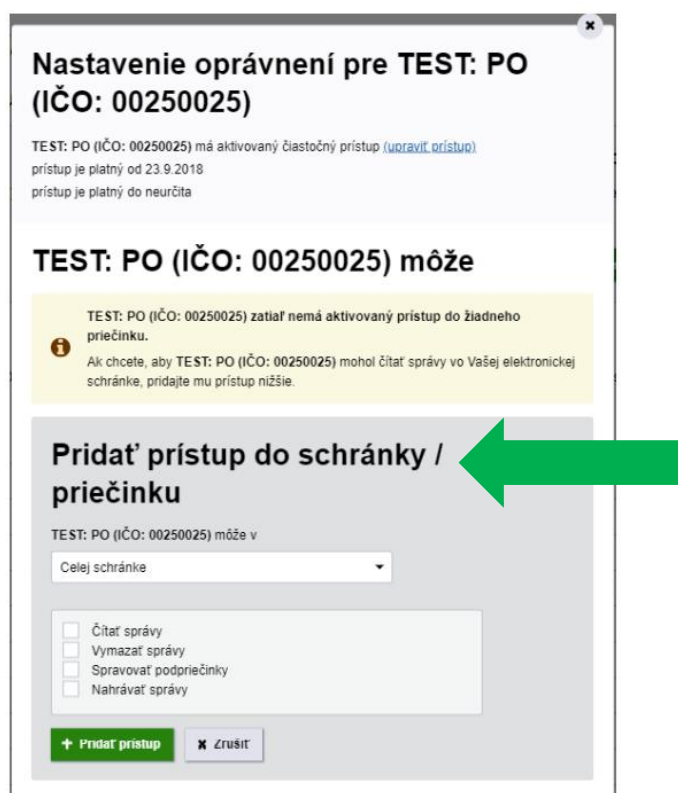 Nastavenie oprávnení pre TEST: PO
(IČO: 00250025)
TEST: PO (IČO: 00250025) má aktivovaný čiastočný prístup (upraviť prístup)
prístup je platný od 23.9.2018
prístup je platný do neurčita
TEST: PO (IČO: 00250025) môže
TEST: PO (IČO: 00250025) zatiaľ nemá aktivovaný prístup do žiadneho
priečinku.
Ak chcete, aby TEST: PO (IČO: 00250025) mohol čítať správy vo Vašej elektronickej
schránke, pridajte mu prístup nižšie.
Pridať prístup do schránky /
priečinku
TEST: PO (IČO: 00250025) môže v
Celej schránke
Čítať správy
Vymazať správy
Spravovať podpriečinky
Nahrávať správy
+ Pridať prístup
Zrušiť